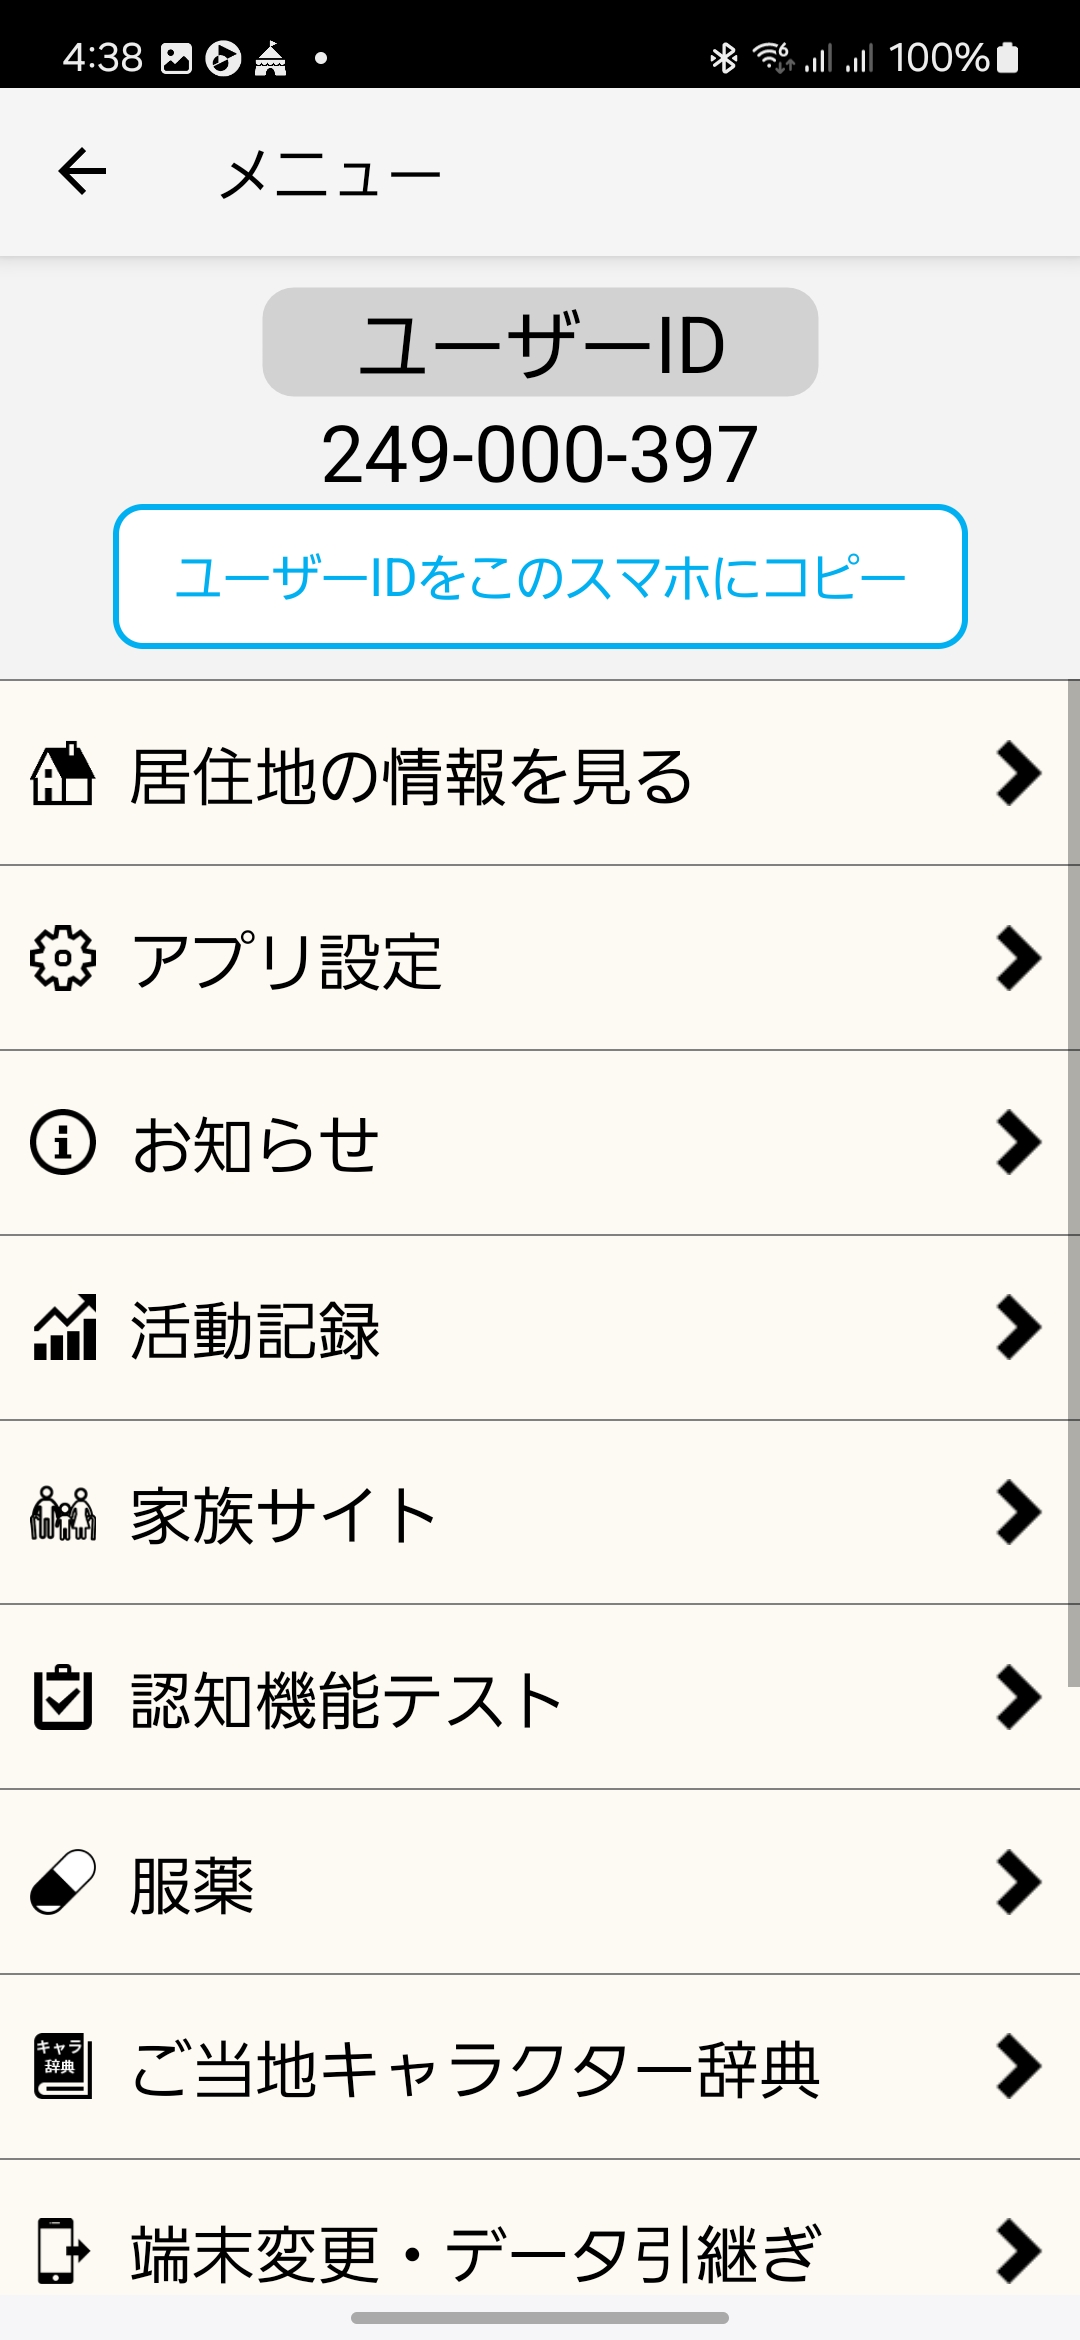 4:38
6 100%
メニュー
ユーザーID
249-000-397
ユーザーIDをこのスマホにコピー
居住地の情報を見る
アプリ設定
お知らせ
活動記録
家族サイト
認知機能テスト
服薬
キャラ
辞典
ご当地キャラクター辞典
端末変更・データ引継ぎ